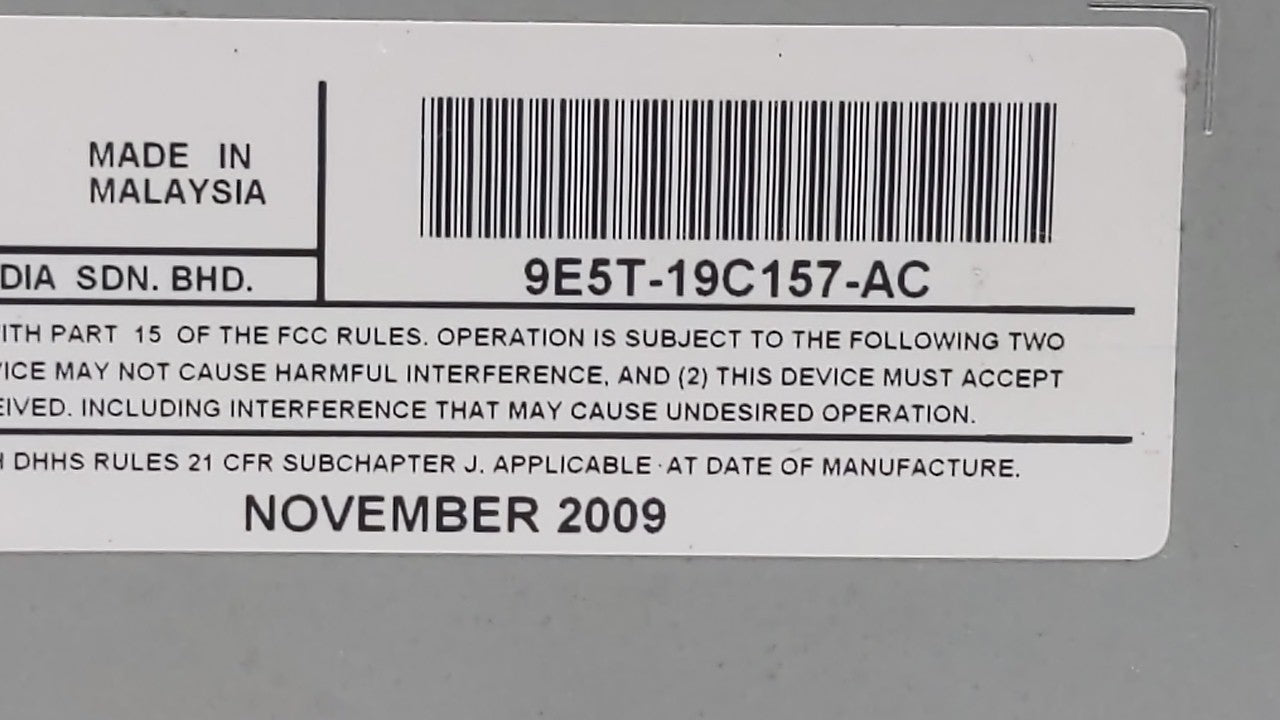 MADE IN
MALAYSIA
DIA SDN. BHD.
9E5T-19C157-AC
ITH PART 15 OF THE FCC RULES. OPERATION IS SUBJECT TO THE FOLLOWING TWO
ICE MAY NOT CAUSE HARMFUL INTERFERENCE, AND (2) THIS DEVICE MUST ACCEPT
EIVED. INCLUDING INTERFERENCE THAT MAY CAUSE UNDESIRED OPERATION.
H DHHS RULES 21 CFR SUBCHAPTER J. APPLICABLE AT DATE OF MANUFACTURE.
NOVEMBER 2009